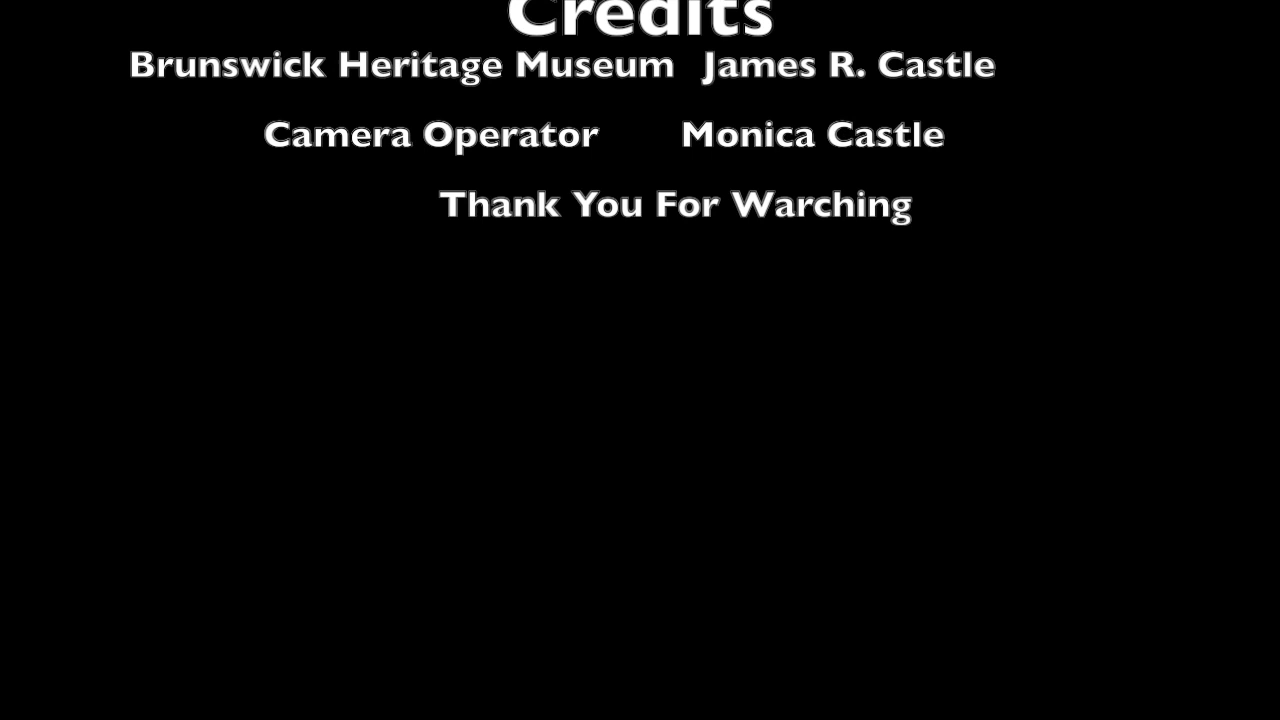 Credits
Brunswick Heritage Museum James R. Castle
Camera Operator Monica Castle
Thank You For Warching